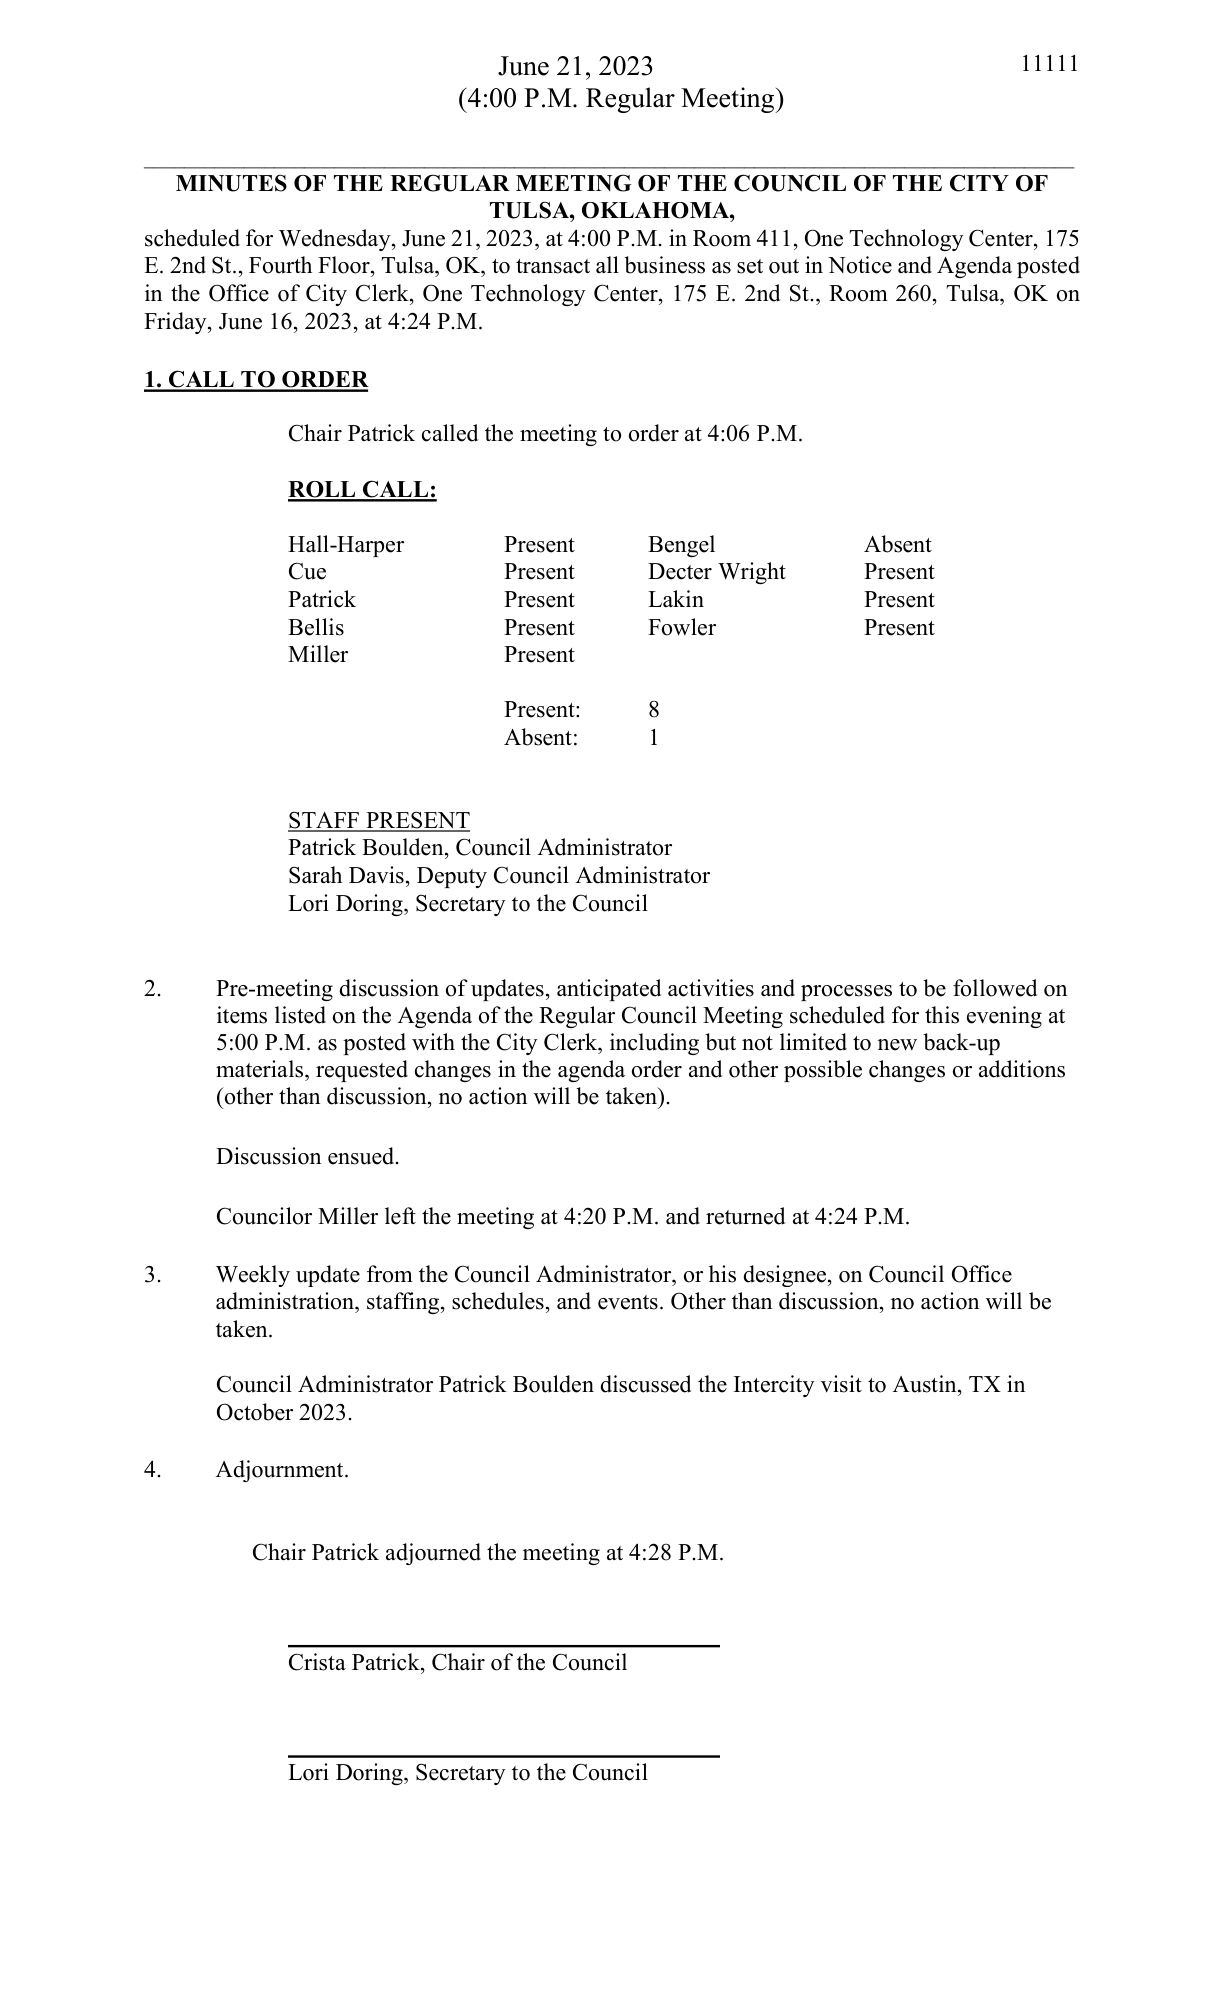 June 21, 2023 11111
(4:00 P.M. Regular Meeting)
MINUTES OF THE REGULAR MEETING OF THE COUNCIL OF THE CITY OF
TULSA, OKLAHOMA,
scheduled for Wednesday, June 21, 2023, at 4:00 P.M. in Room 411, One Technology Center, 175
E. 2nd St., Fourth Floor, Tulsa, OK, to transact all business as set out in Notice and Agenda posted
in the Office of City Clerk, One Technology Center, 175 E. 2nd St., Room 260, Tulsa, OK on
Friday, June 16, 2023, at 4:24 P.M.
1. CALL TO ORDER
Chair Patrick called the meeting to order at 4:06 P.M.
ROLL CALL:
Hall-Harper Present Bengel Absent
Cue Present Decter Wright Present
Patrick Present Lakin Present
Bellis Present Fowler Present
Miller Present
Present: 8
Absent: 1
STAFF PRESENT
Patrick Boulden, Council Administrator
Sarah Davis, Deputy Council Administrator
Lori Doring, Secretary to the Council
2. Pre-meeting discussion of updates, anticipated activities and processes to be followed on
items listed on the Agenda of the Regular Council Meeting scheduled for this evening at
5:00 P.M. as posted with the City Clerk, including but not limited to new back-up
materials, requested changes in the agenda order and other possible changes or additions
(other than discussion, no action will be taken).
Discussion ensued.
Councilor Miller left the meeting at 4:20 P.M. and returned at 4:24 P.M.
3. Weekly update from the Council Administrator, or his designee, on Council Office
administration, staffing, schedules, and events. Other than discussion, no action will be
taken.
Council Administrator Patrick Boulden discussed the Intercity visit to Austin, TX in
October 2023.
4. Adjournment.
Chair Patrick adjourned the meeting at 4:28 P.M.
Crista Patrick, Chair of the Council
Lori Doring, Secretary to the Council